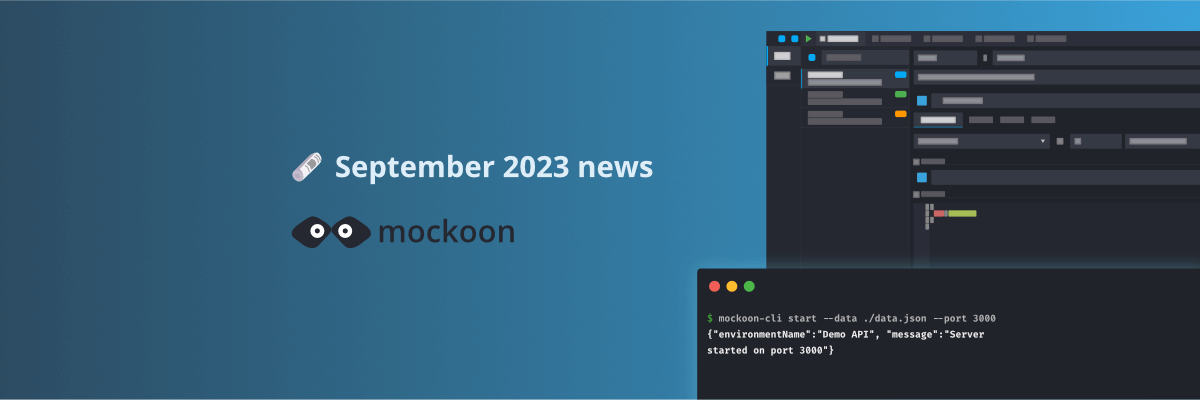 September 2023 news
mockoon
$ mockoon-cli start --data ./data.json --port 3000
{"environmentName":"Demo API", "message":"Server
started on port 3000"}